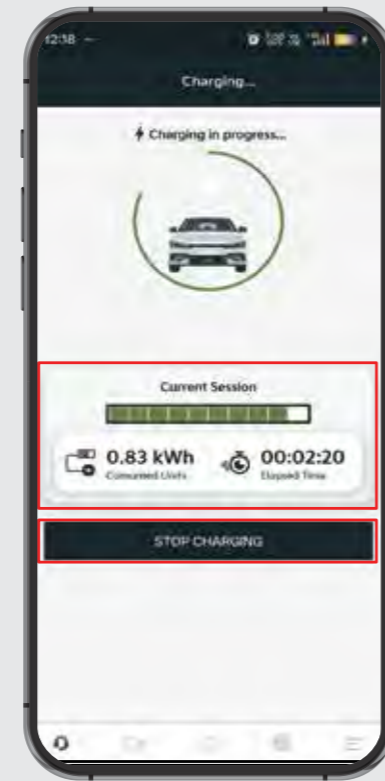 12:38
Charging...
Charging in progress...
Current Session
0.83 kWh
Consumed Units
00:02:20
Elapsed Time
STOP CHARGING